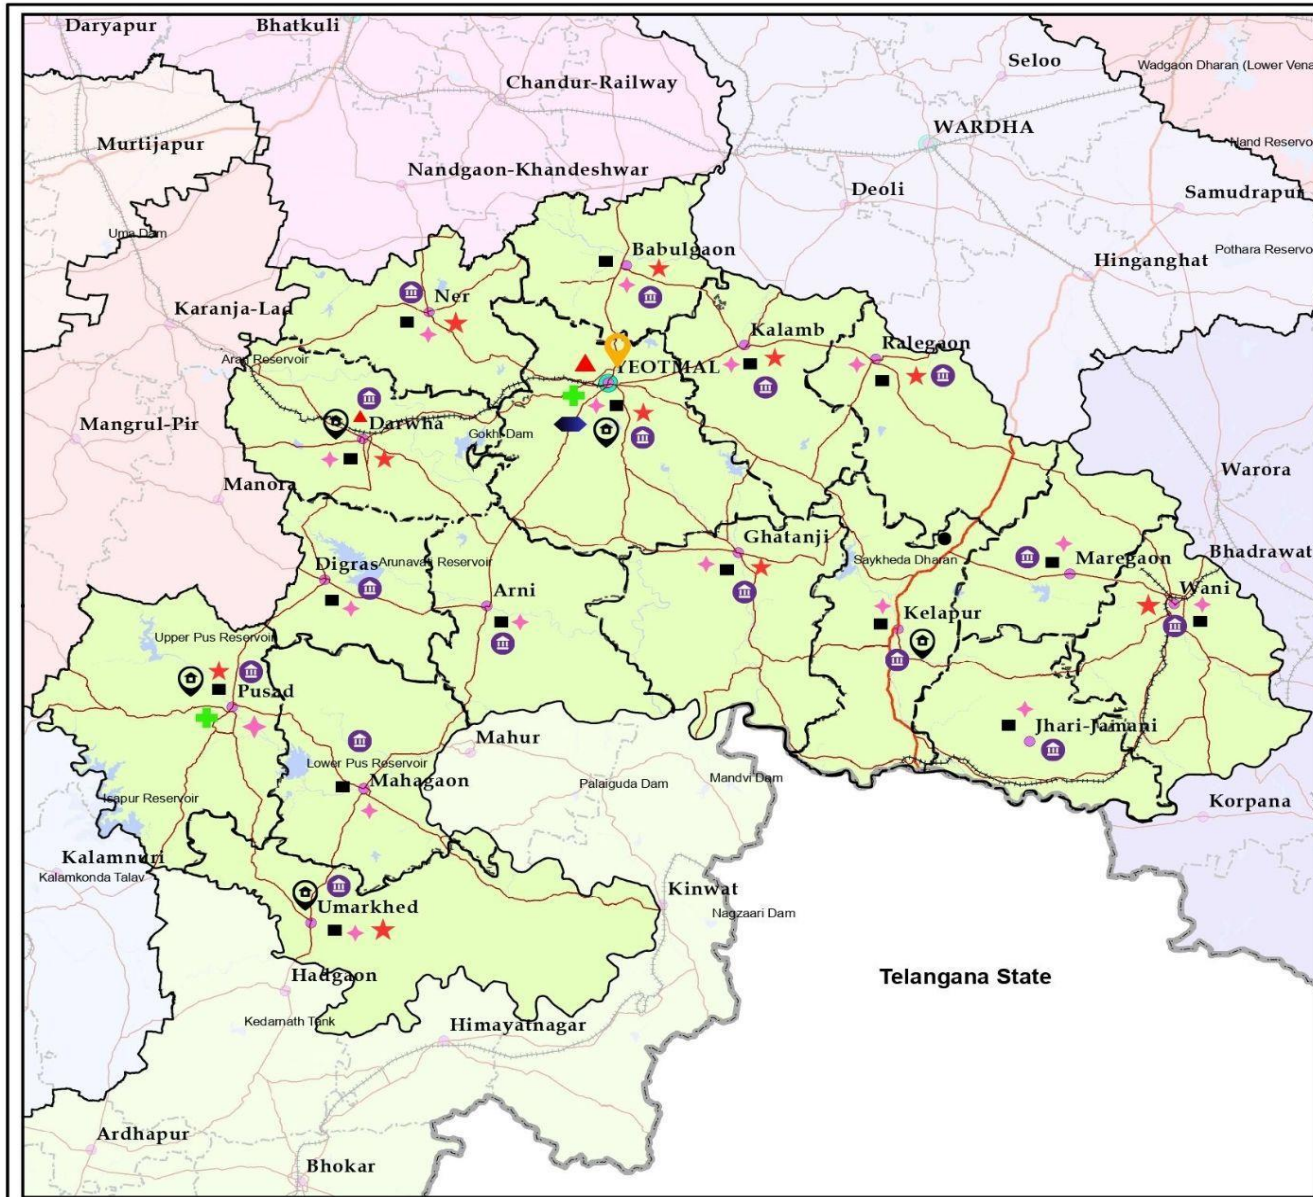 Daryapur
Bhatkuli
Seloo
Wadgaon Dharan (Lower Vena
Chandur-Railway
WARDHA
Hand Reservo
Murtijapur
Nandgaon-Khandeshwar
Deoli
Samudrapur
Uma Dam
Babulgaon
Pothara Reservo
Hinganghat
Ner
Karanja-Lad
Kalamb
Ralegaon
Aran Reservoir
YEOTMAL
Darwha
Gokhi Dam
Mangrul-Pir
Warora
Manora
Ghatanji
Bhadrawat
Digras
Arunavati Reservoir
Saykheda Dharan
Maregaon
Arni
Wani
Kelapur
Upper Pus Reservoir
Pusad
Jhari-Jamani
Mahur
Lower Pus Reservoir
Mahagaon
Palaiguda Dam
Mandvi Dam
Isapur Reservoir
Korpana
Kalamnuri
Kalamkonda Talav
Kinwat
Umarkhed
Nagzaari Dam
Hadgaon
Telangana State
Kedarnath Tank
Himayatnagar
Ardhapur
Bhokar